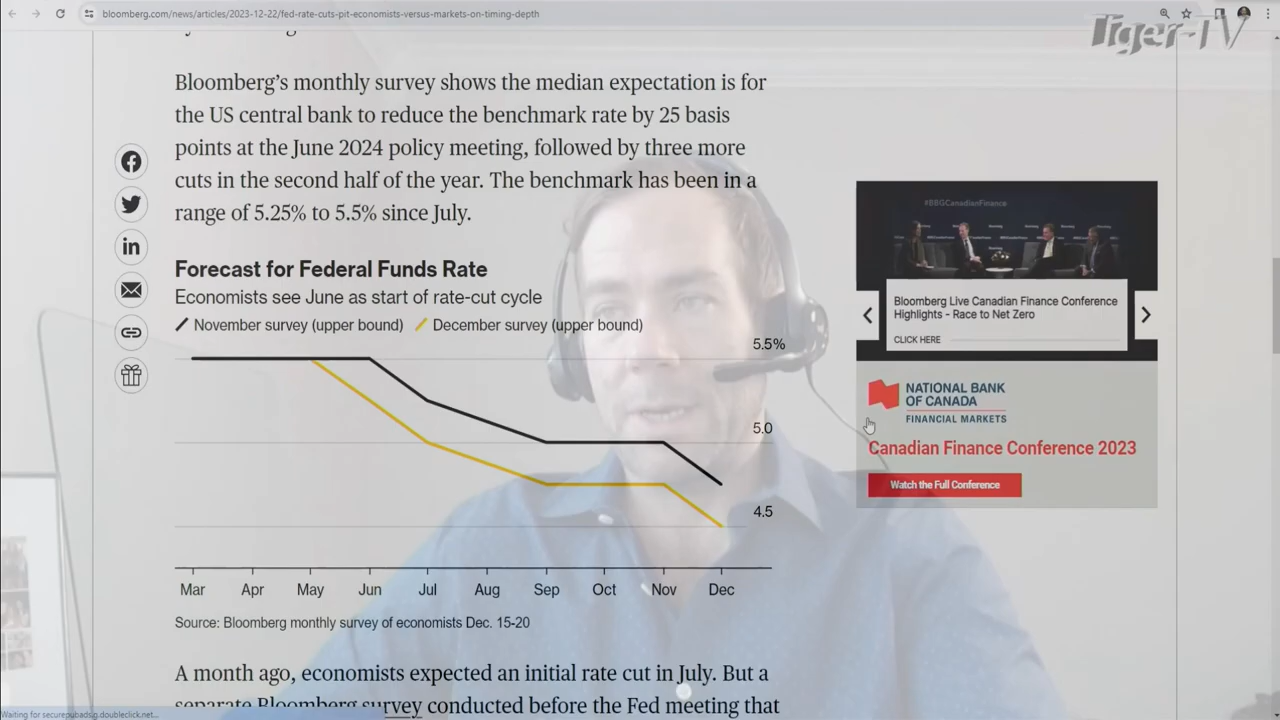 bloomberg.com/news/articles/2023-12-22/fed-rate-cuts-pit-economists-versus-markets-on-timing-depth
Tiger-TV
Bloomberg's monthly survey shows the median expectation is for
the US central bank to reduce the benchmark rate by 25 basis
points at the June 2024 policy meeting, followed by three more
cuts in the second half of the year. The benchmark has been in a
range of 5.25% to 5.5% since July.
Forecast for Federal Funds Rate
Economists see June as start of rate-cut cycle
November survey (upper bound) December survey (upper bound)
5.5%
5.0
4.5
Mar Apr May Jun Jul Aug Sep Oct Nov Dec
Source: Bloomberg monthly survey of economists Dec. 15-20
A month ago, economists expected an initial rate cut in July. But a
separate Bloomberg survey conducted before the Fed meeting that
#BBGCanadianFinance
Bloomberg Live Canadian Finance Conference
Highlights - Race to Net Zero
CLICK HERE
NATIONAL BANK
OF CANADA
FINANCIAL MARKETS
Canadian Finance Conference 2023
Watch the Full Conference
Waiting for securepubads.g.doubleclick.net...